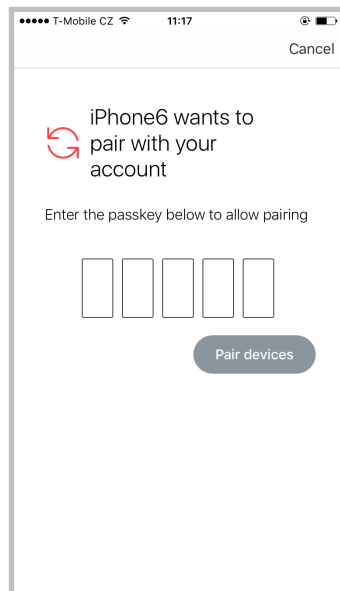 T-Mobile CZ 11:17
Cancel
iPhone6 wants to
pair with your
account
Enter the passkey below to allow pairing
Pair devices